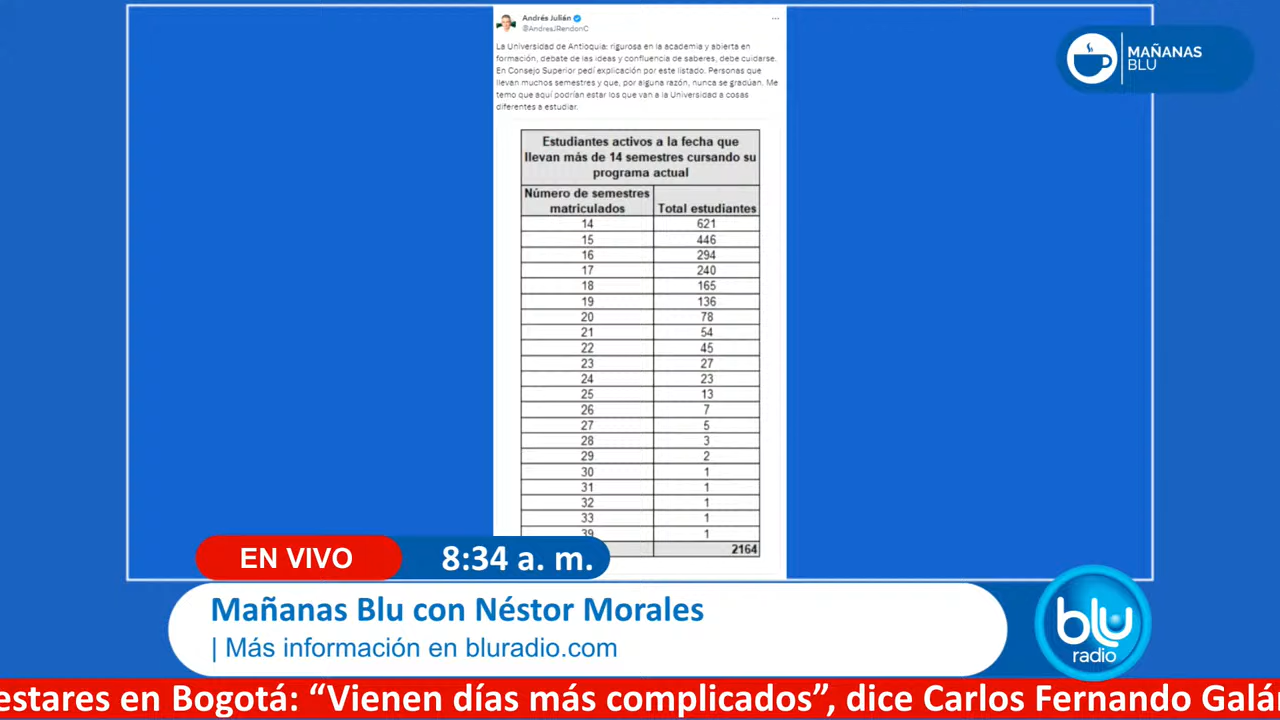 Andrés Julián
@AndresJRendonC
La Universidad de Antioquia: rigurosa en la academia y abierta en
formación, debate de las ideas y confluencia de saberes, debe cuidarse.
En Consejo Superior pedí explicación por este listado. Personas que
llevan muchos semestres y que, por alguna razón, nunca se gradúan. Me
temo que aquí podrían estar los que van a la Universidad a cosas
diferentes a estudiar.
Estudiantes activos a la fecha que
llevan más de 14 semestres cursando su
programa actual
Número de semestres
matriculados Total estudiantes
14 621
15 446
16 294
17 240
18 165
19 136
20 78
21 54
22 45
23 27
24 23
25 13
26 7
27 5
28 3
29 2
30 1
31 1
32 1
33 1
39 1
2164
MAÑANAS
BLU
EN VIVO
8:34 a. m.
Mañanas Blu con Néstor Morales
| Más información en bluradio.com
blu
radio
estares en Bogotá: “Vienen días más complicados”, dice Carlos Fernando Galá